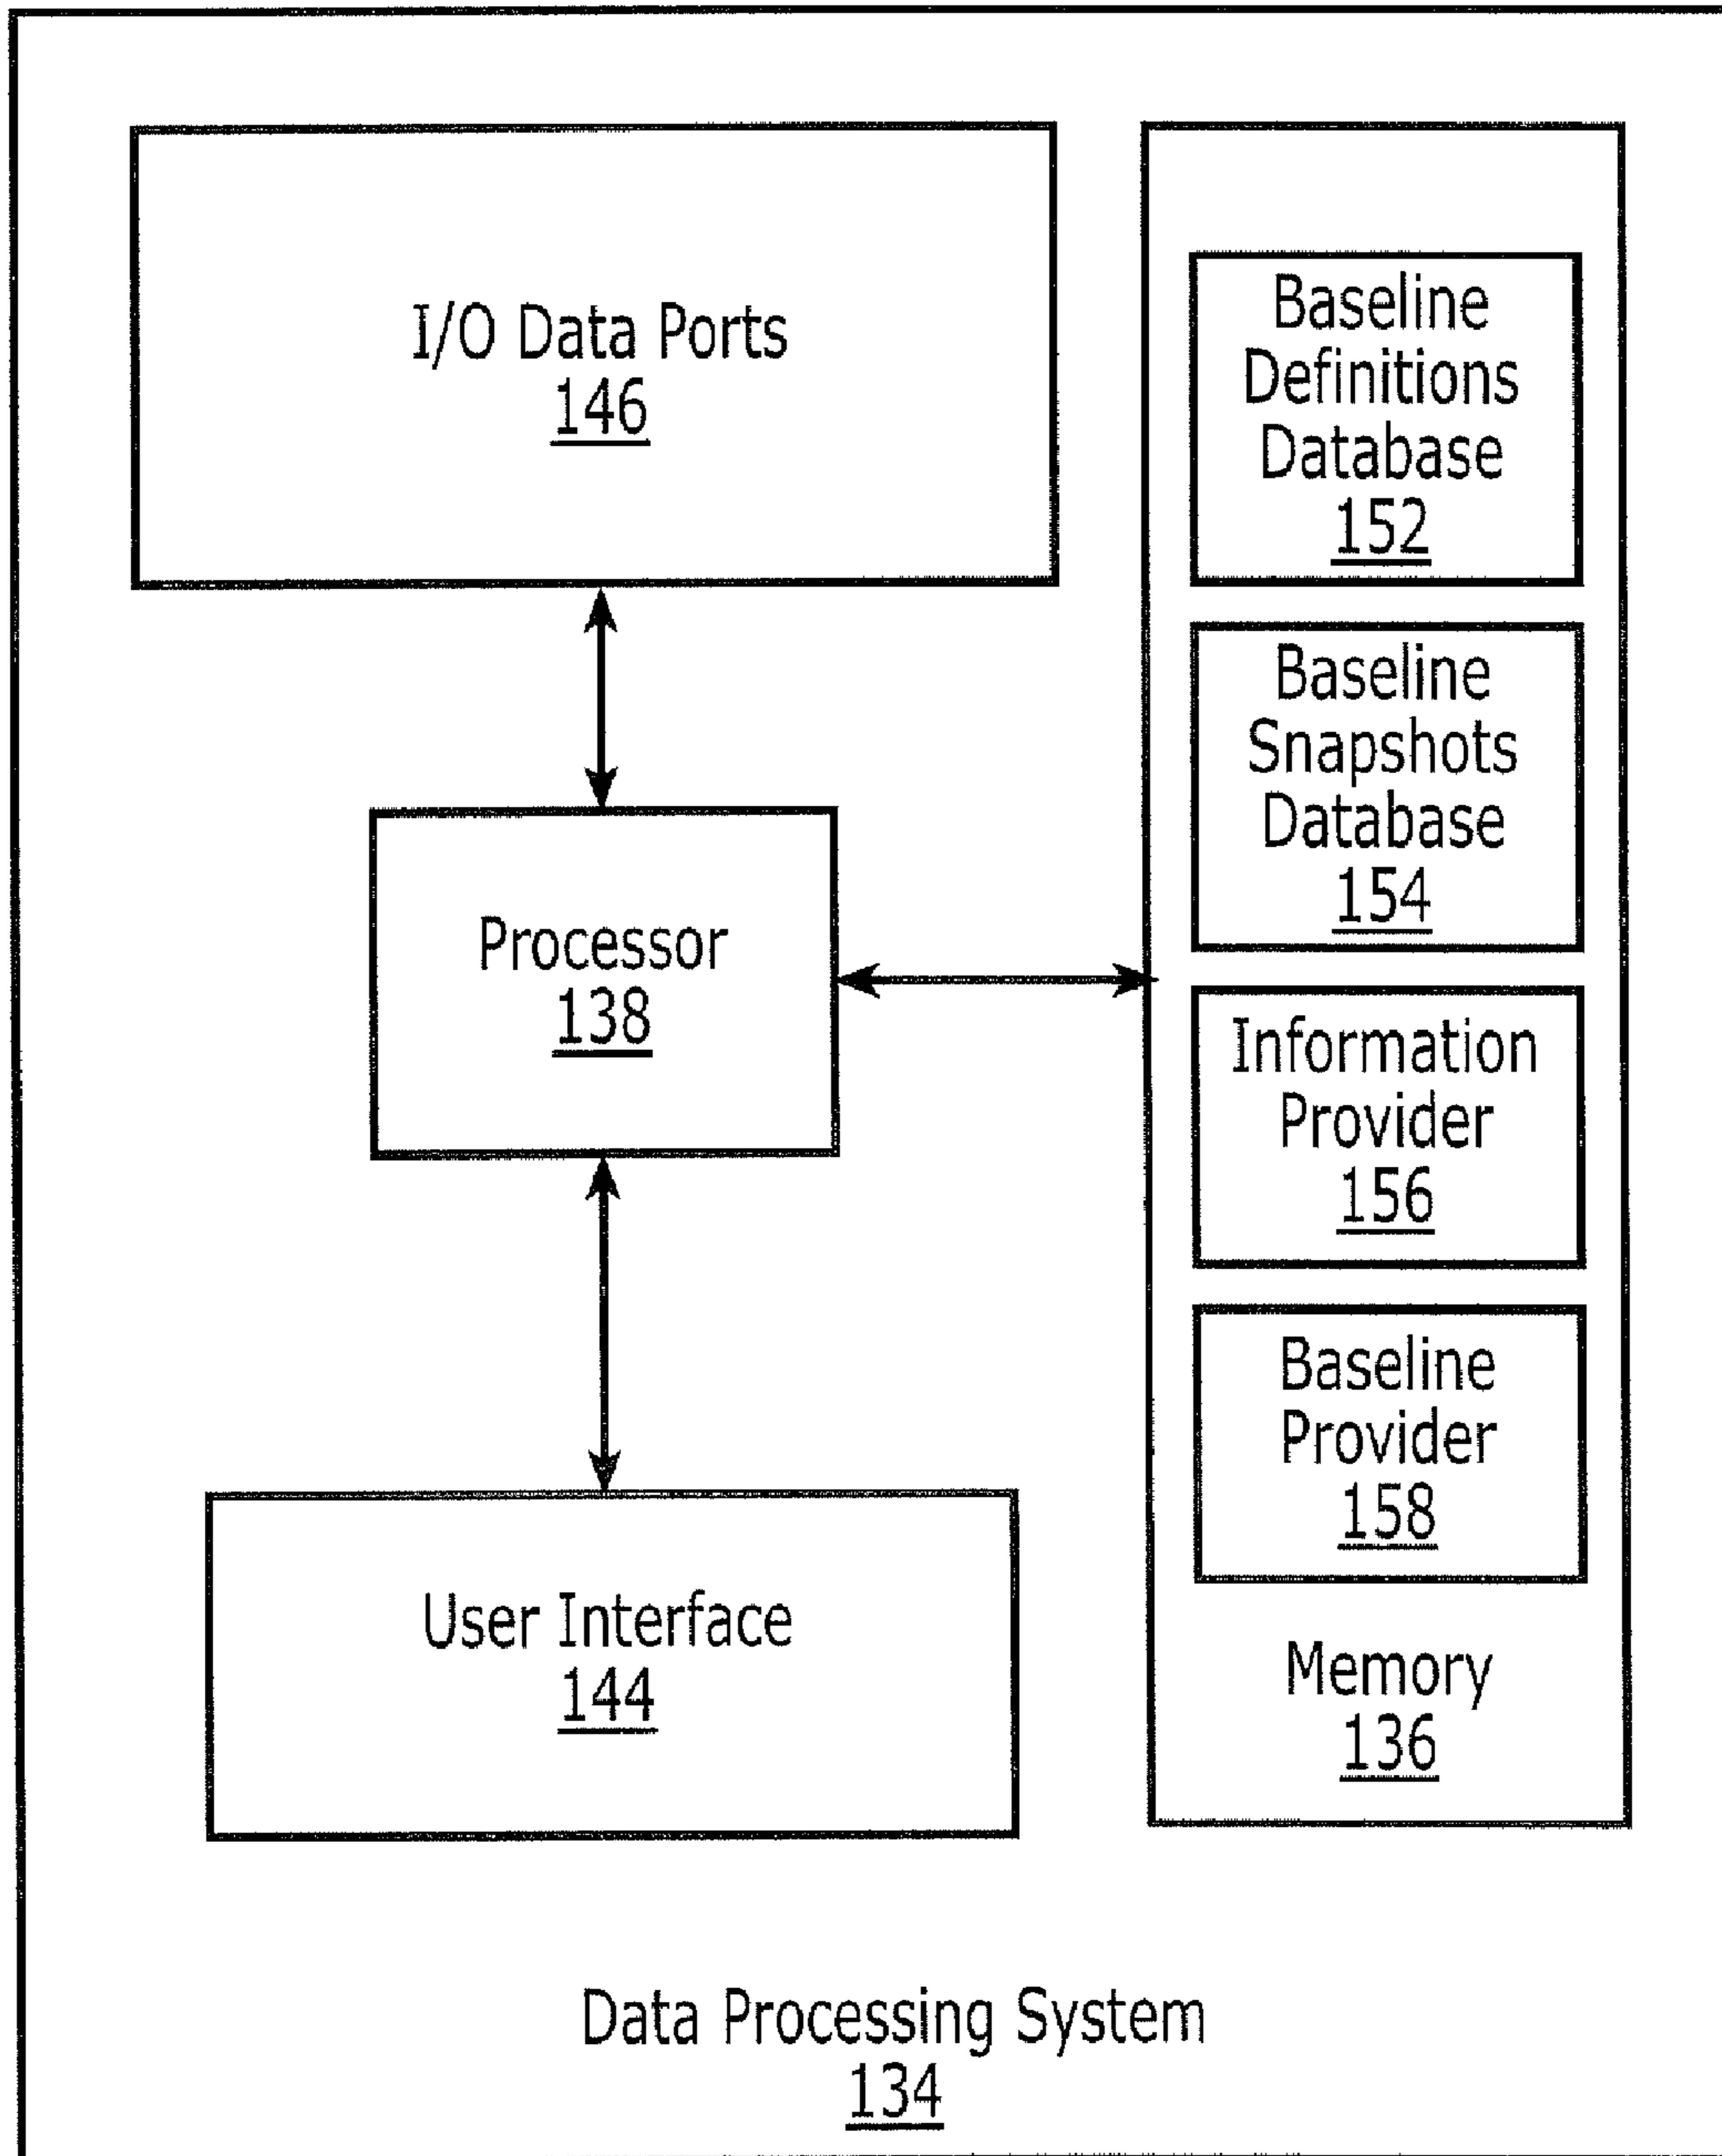 I/O Data Ports
146
Processor
138
User Interface
144
Baseline
Definitions
Database
152
Baseline
Snapshots
Database
154
Information
Provider
156
Baseline
Provider
158
Memory
136
Data Processing System
134